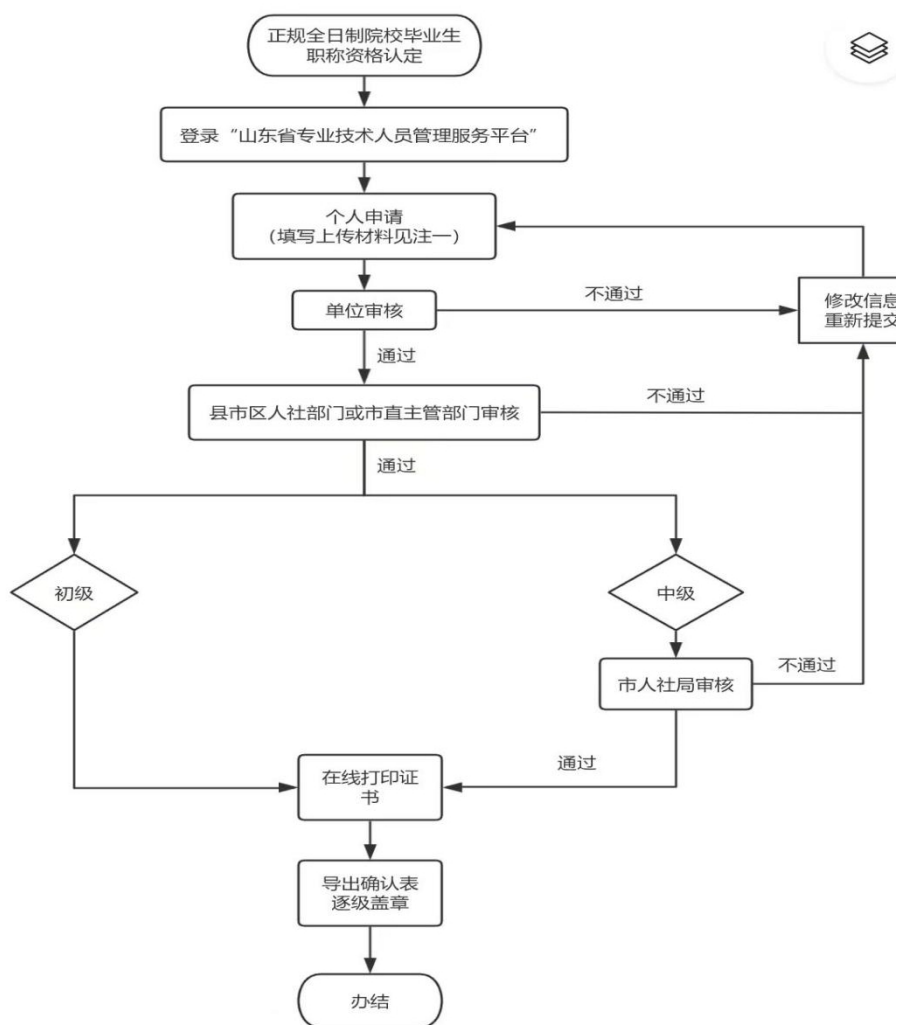 正规全日制院校毕业生
职称资格认定
登录“山东省专业技术人员管理服务平台”
个人申请
（填写上传材料见注一）
单位审核
不通过
修改信息
重新提交
通过
县市区人社部门或市直主管部门审核
不通过
通过
初级
中级
市人社局审核
不通过
通过
在线打印证
书
导出确认表
逐级盖章
办结